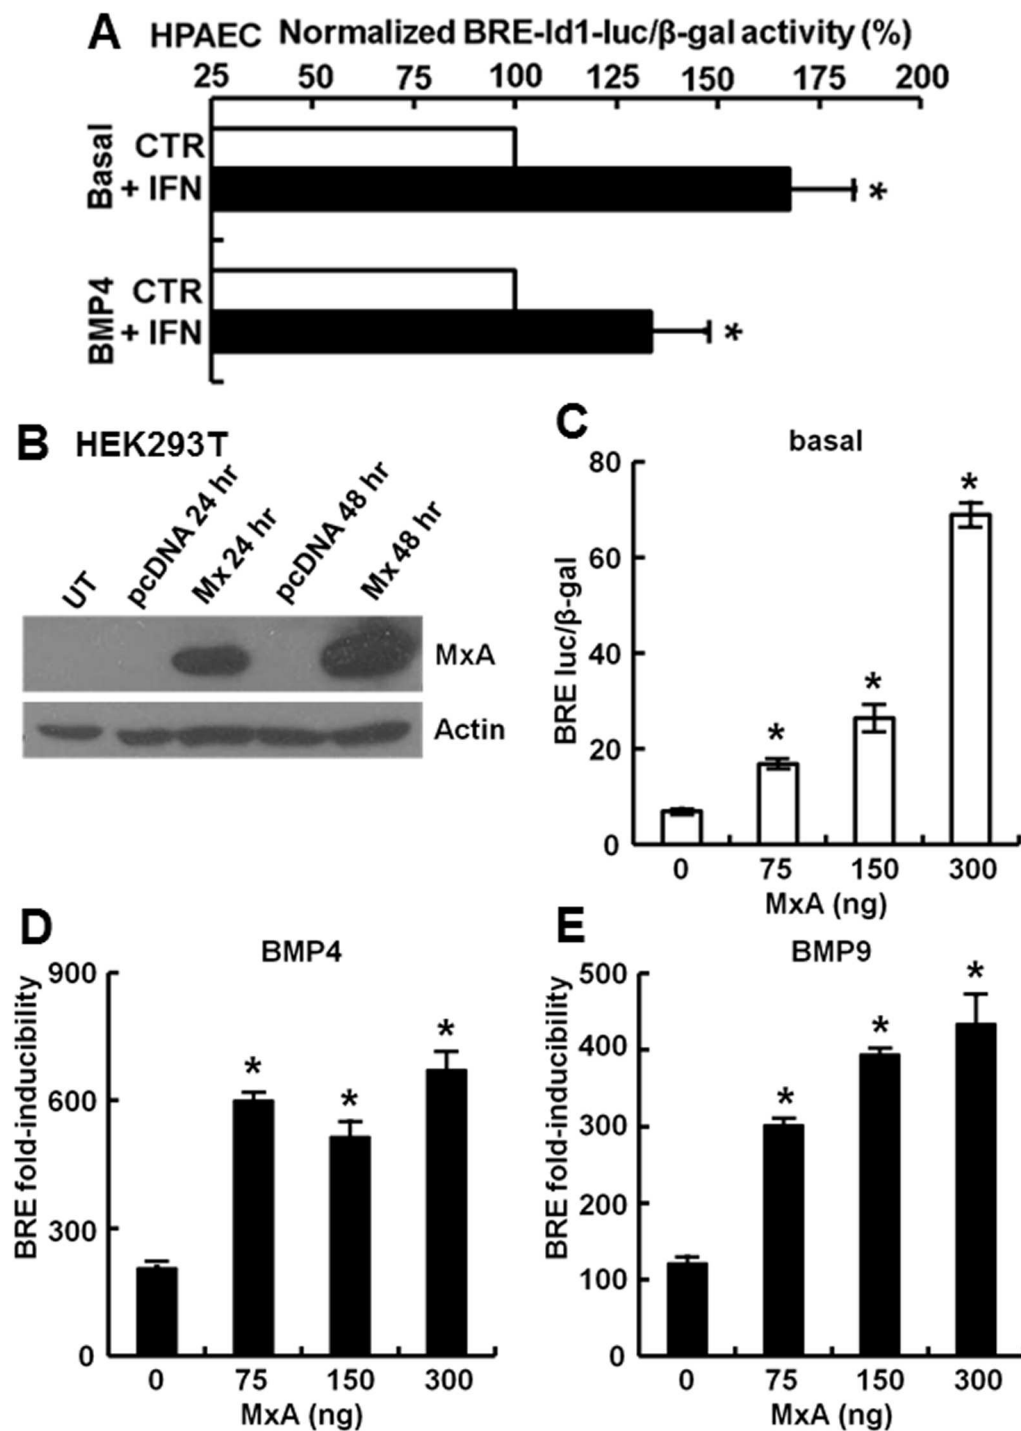 A HPAEC Normalized BRE-Id1-luc/β-gal activity (%)
25 50 75 100 125 150 175 200
Basal
CTR
+ IFN
*
BMP4
CTR
+ IFN
*
B HEK293T
UT
pcDNA 24 hr
Mx 24 hr
pcDNA 48 hr
Mx 48 hr
MxA
Actin
C
basal
BRE luc/β-gal
80
60
40
20
0
*
*
*
0 75 150 300
MxA (ng)
D
BMP4
BRE fold-inducibility
900
600
300
0
*
*
*
0 75 150 300
MxA (ng)
E
BMP9
BRE fold-inducibility
500
400
300
200
100
0
*
*
*
0 75 150 300
MxA (ng)